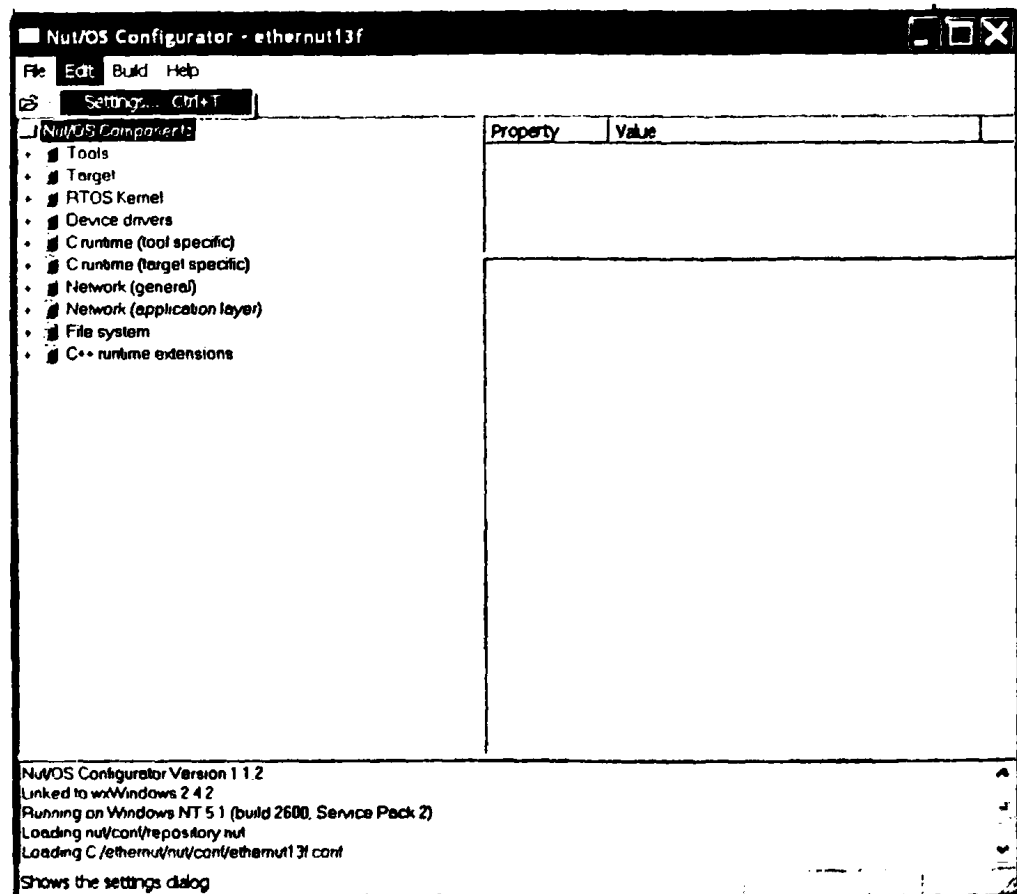 Nut/OS Configurator - ethernut13f
File Edit Build Help
Settings... Ctrl+T
Nut/OS Components
Property Value
Tools
Target
RTOS Kernel
Device drivers
C runtime (tool specific)
C runtime (target specific)
Network (general)
Network (application layer)
File system
C++ runtime extensions
Nut/OS Configurator Version 1.1.2
Linked to wxWindows 2.4.2
Running on Windows NT 5.1 (build 2600, Service Pack 2)
Loading nut/conf/repository.nut
Loading C:/ethernut/nut/conf/ethernut13f.conf
Shows the settings dialog